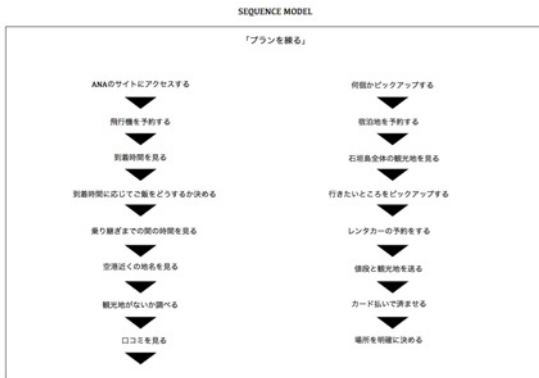 SEQUENCE MODEL
「プランを練る」
ANAのサイトにアクセスする
飛行機を予約する
到着時間を見る
到着時間に応じてご飯をどうするか決める
乗り継ぎまでの間の時間を見る
空港近くの地名を見る
観光地がないか調べる
口コミを見る
何個かピックアップする
宿泊地を予約する
石垣島全体の観光地を見る
行きたいところをピックアップする
レンタカーの予約をする
値段と観光地を送る
カード払いで済ませる
場所を明確に決める